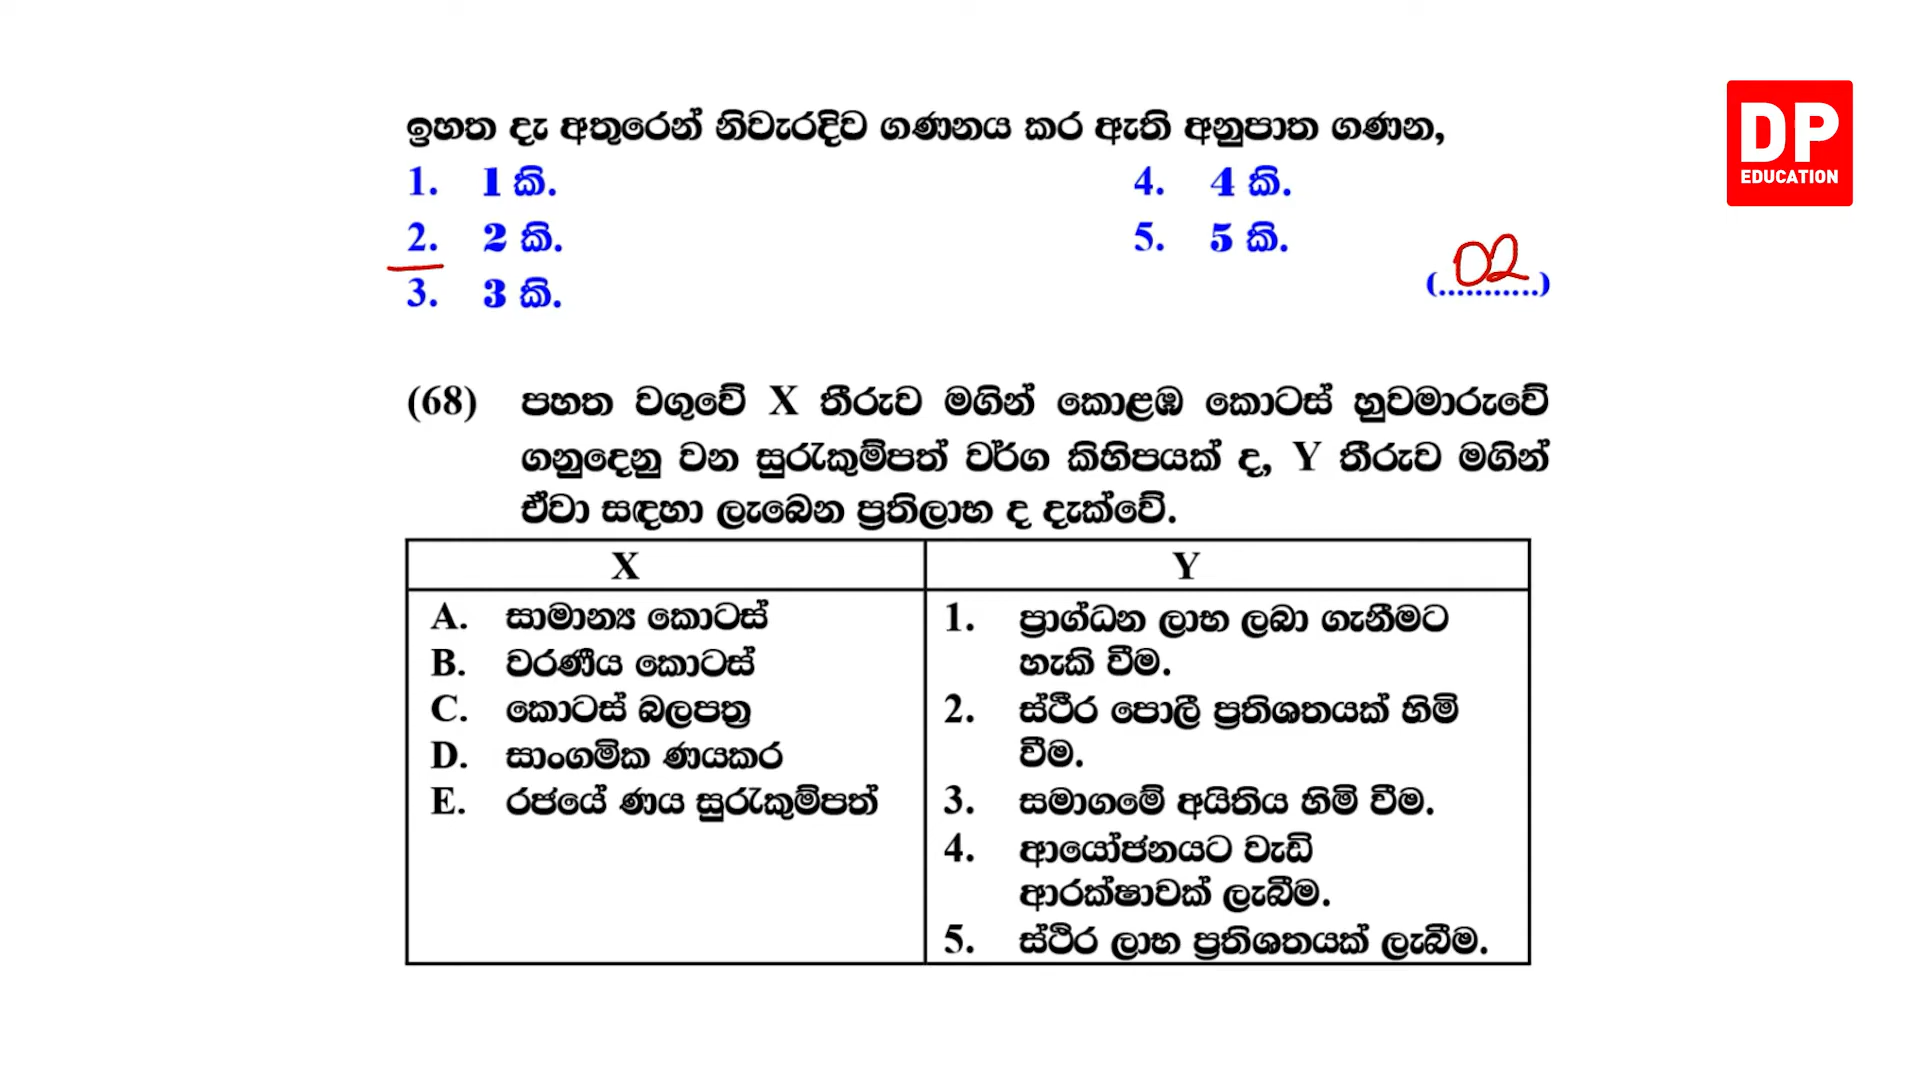 DP
EDUCATION
ඉහත දෑ අතුරෙන් නිවැරදිව ගණනය කර ඇති අනුපාත ගණන,
1. 1 කි.
4. 4 කි.
2. 2 කි.
5. 5 කි.
3. 3 කි.
(....02....)
(68) පහත වගුවේ X තීරුව මගින් කොළඹ කොටස් හුවමාරුවේ
ගනුදෙනු වන සුරැකුම්පත් වර්ග කිහිපයක් ද, Y තීරුව මගින්
ඒවා සඳහා ලැබෙන ප්‍රතිලාභ ද දැක්වේ.
X
Y
A. සාමාන්‍ය කොටස්
B. වරණීය කොටස්
C. කොටස් බලපත්‍ර
D. සාංගමික ණයකර
E. රජයේ ණය සුරැකුම්පත්
1. ප්‍රාග්ධන ලාභ ලබා ගැනීමට
හැකි වීම.
2. ස්ථීර පොලී ප්‍රතිශතයක් හිමි
වීම.
3. සමාගමේ අයිතිය හිමි වීම.
4. ආයෝජනයට වැඩි
ආරක්ෂාවක් ලැබීම.
5. ස්ථිර ලාභ ප්‍රතිශතයක් ලැබීම.